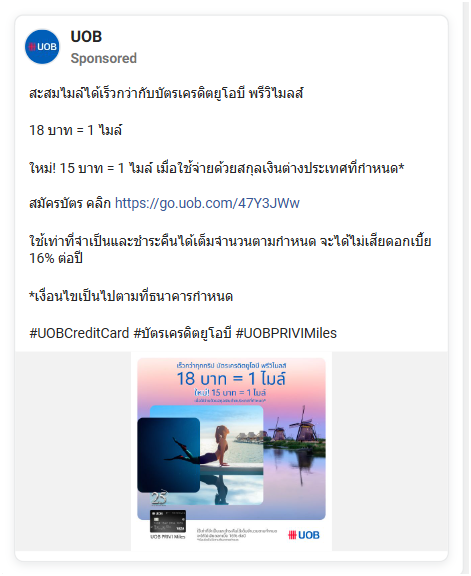 UOB
UOB
Sponsored
สะสมไมล์ได้เร็วกว่ากับบัตรเครดิตยูโอบี พรีวิไมลส์
18 บาท = 1 ไมล์
ใหม่! 15 บาท = 1 ไมล์ เมื่อใช้จ่ายด้วยสกุลเงินต่างประเทศที่กำหนด*
สมัครบัตร คลิก https://go.uob.com/47Y3JWw
ใช้เท่าที่จำเป็นและชำระคืนได้เต็มจำนวนตามกำหนด จะได้ไม่เสียดอกเบี้ย
16% ต่อปี
*เงื่อนไขเป็นไปตามที่ธนาคารกำหนด
#UOBCreditCard #บัตรเครดิตยูโอบี #UOBPRIVIMiles
เร็วกว่าทุกทริป บัตรเครดิตยูโอบี พรีวิไมลส์
18 บาท = 1 ไมล์
ใหม่! 15 บาท = 1 ไมล์
UOB PRIVI Miles
UOB